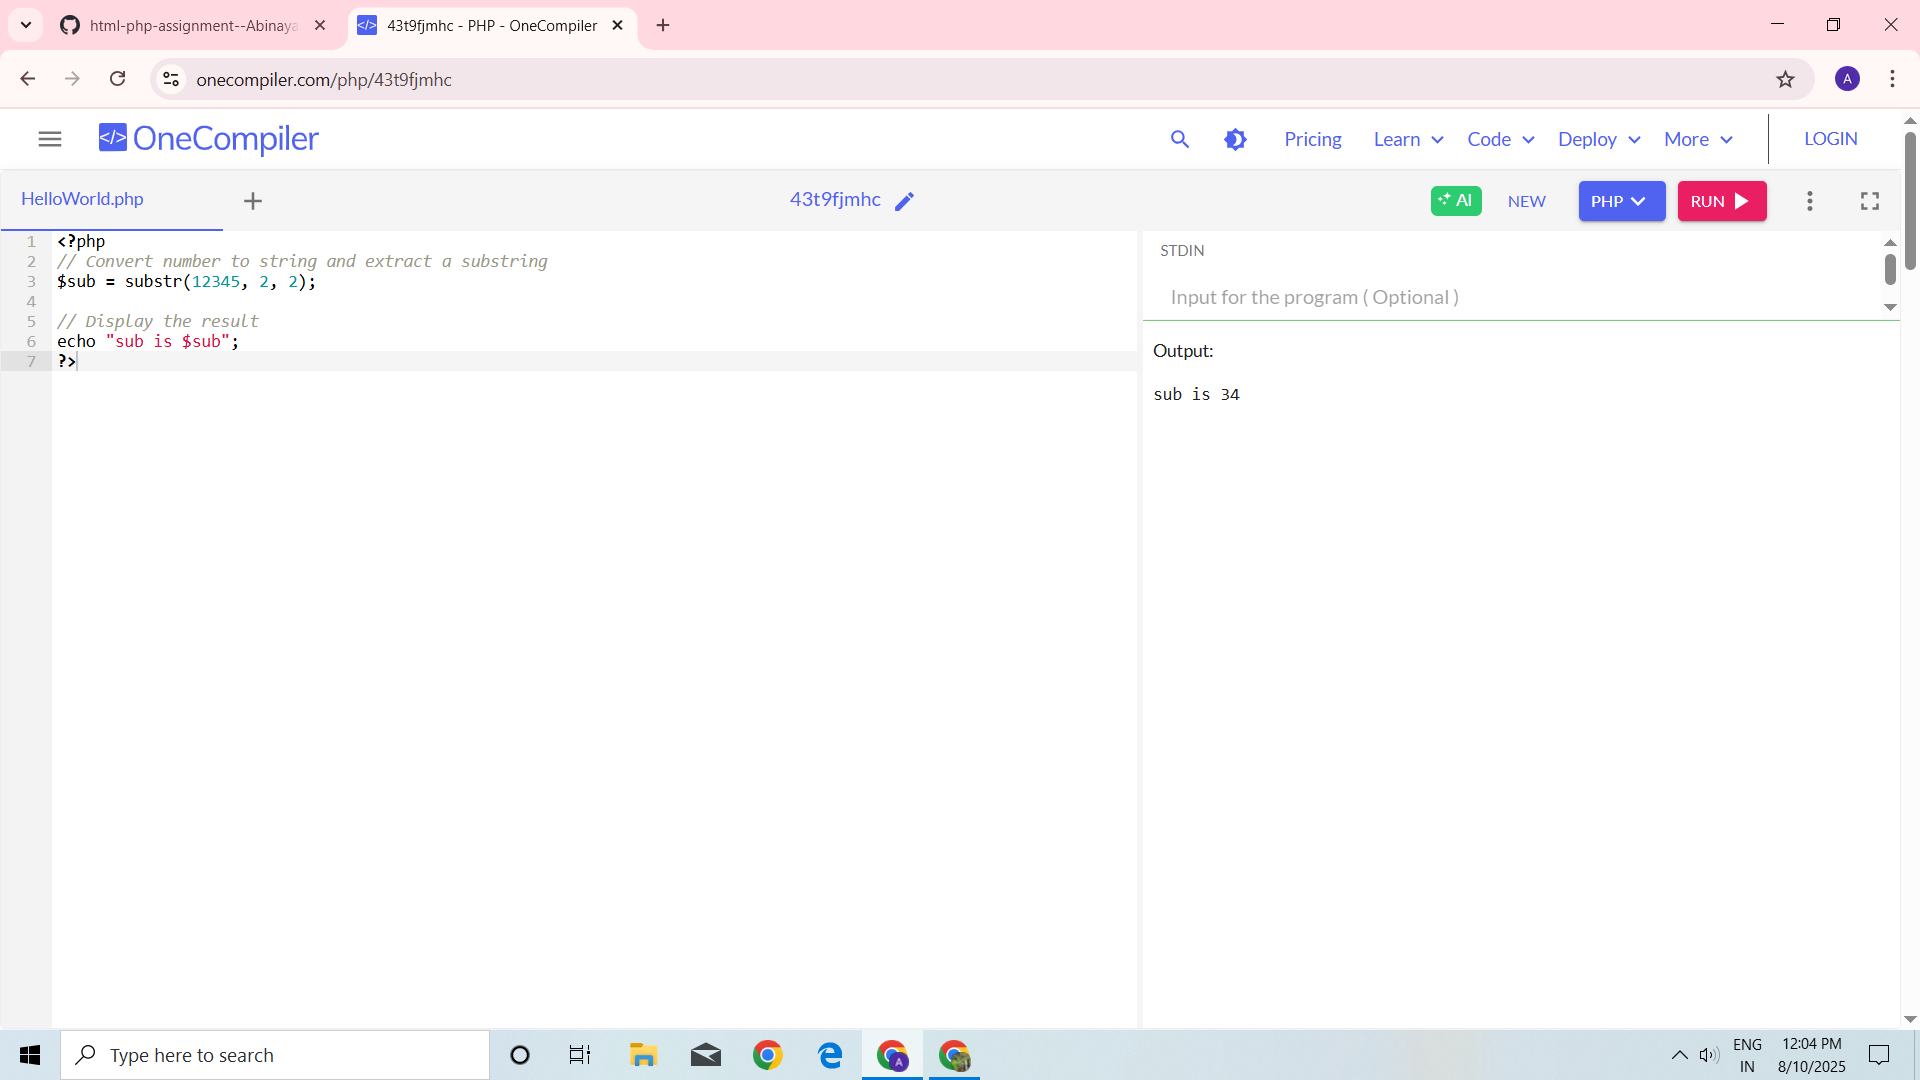 html-php-assignment--Abinaya
43t9fjmhc - PHP - OneCompiler
onecompiler.com/php/43t9fjmhc
A
</> OneCompiler
Pricing
Learn
Code
Deploy
More
LOGIN
HelloWorld.php
43t9fjmhc
AI
NEW
PHP
RUN
1 <?php
2 // Convert number to string and extract a substring
3 $sub = substr(12345, 2, 2);
4
5 // Display the result
6 echo "sub is $sub";
7 ?>
STDIN
Input for the program ( Optional )
Output:
sub is 34
Type here to search
A
ENG
IN
12:04 PM
8/10/2025